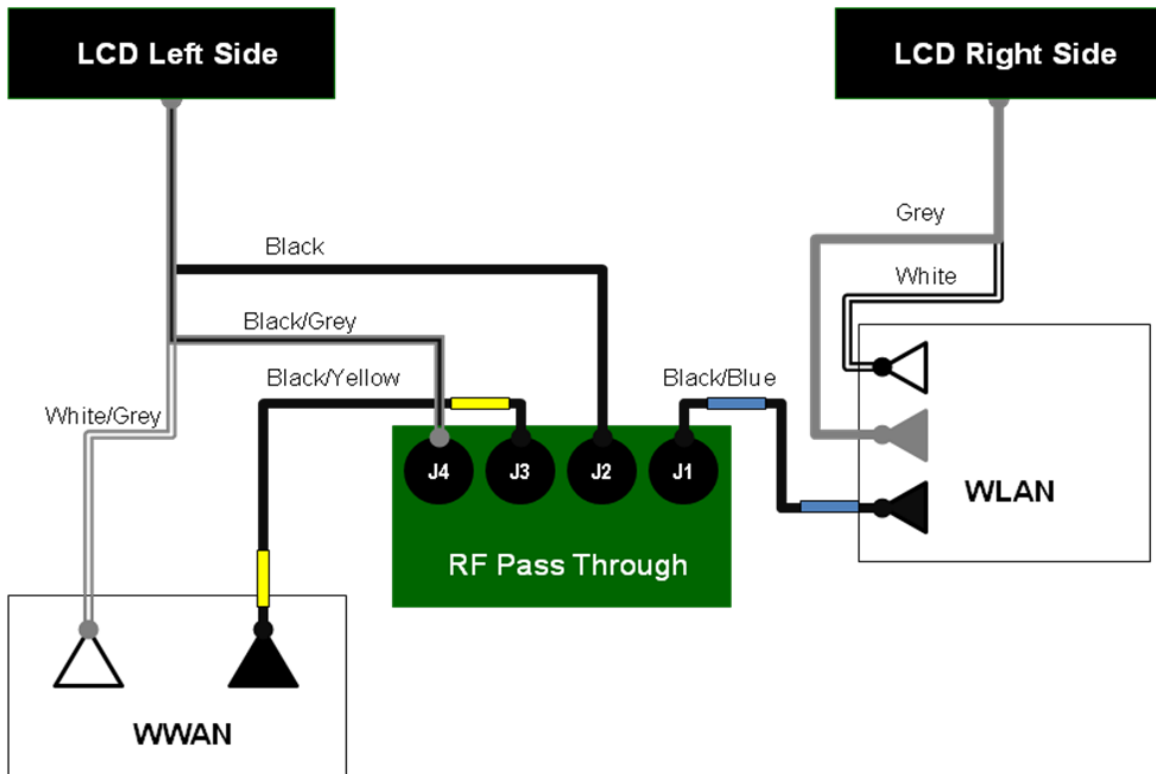 LCD Left Side
LCD Right Side
Grey
Black
White
Black/Grey
Black/Yellow
Black/Blue
White/Grey
J4
J3
J2
J1
WLAN
RF Pass Through
WWAN